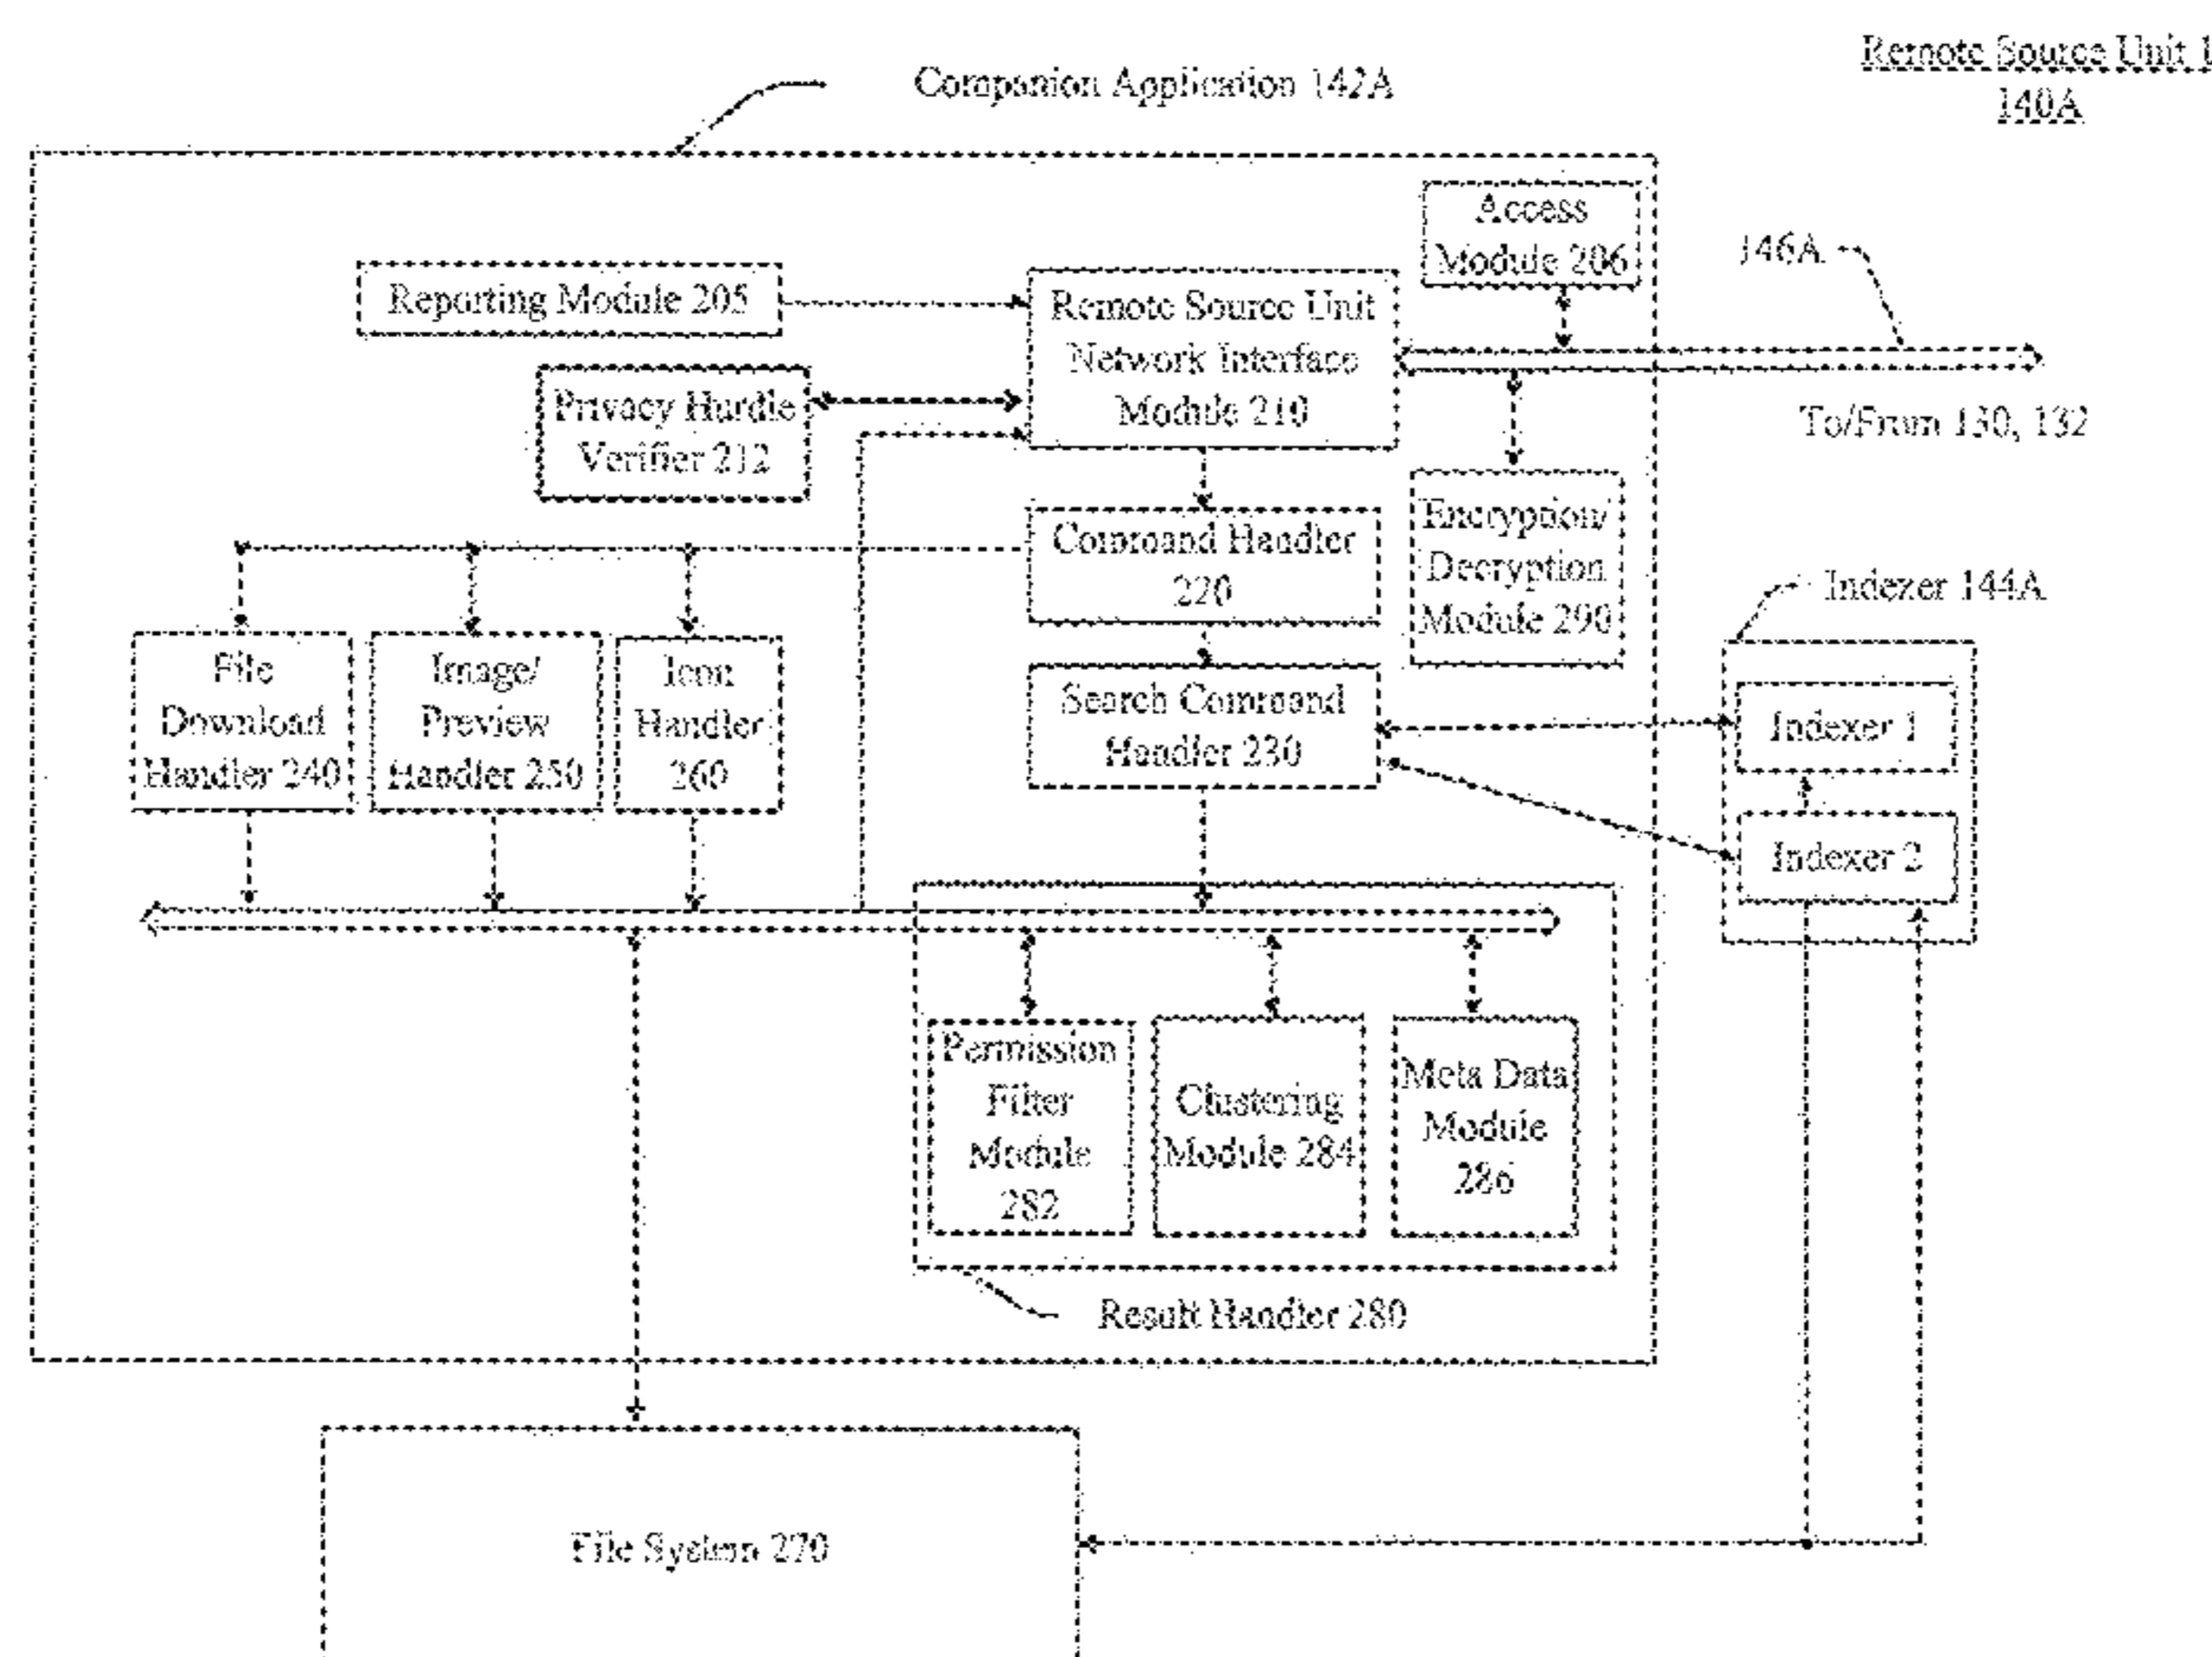 Remote Source Unit 1
140A
Companion Application 142A
Access
Module 206
146A
Reporting Module 205
Remote Source Unit
Network Interface
Module 210
To/From 130, 132
Privacy Hurdle
Verifier 212
Command Handler
220
Encryption/
Decryption
Module 290
Indexer 144A
File
Download
Handler 240
Image/
Preview
Handler 250
Icon
Handler
260
Search Command
Handler 230
Indexer 1
Indexer 2
Permission
Filter
Module
282
Clustering
Module 284
Meta Data
Module
286
Result Handler 280
File System 270